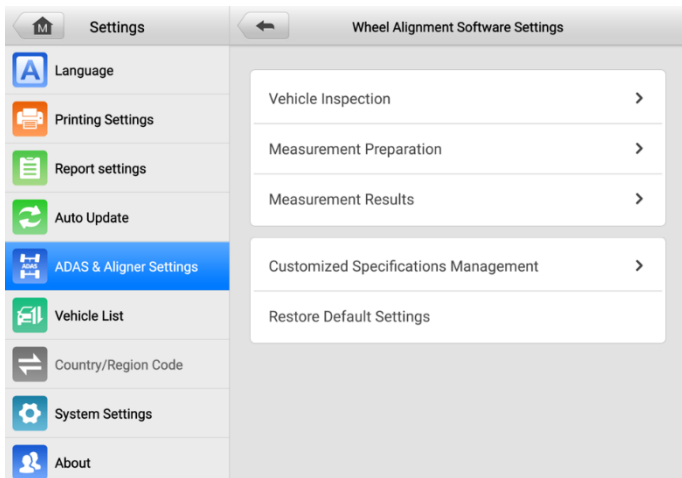 M
Settings
Wheel Alignment Software Settings
A
Language
Printing Settings
Report settings
Auto Update
ADAS
ADAS & Aligner Settings
Vehicle List
Country/Region Code
System Settings
About
Vehicle Inspection
Measurement Preparation
Measurement Results
Customized Specifications Management
Restore Default Settings